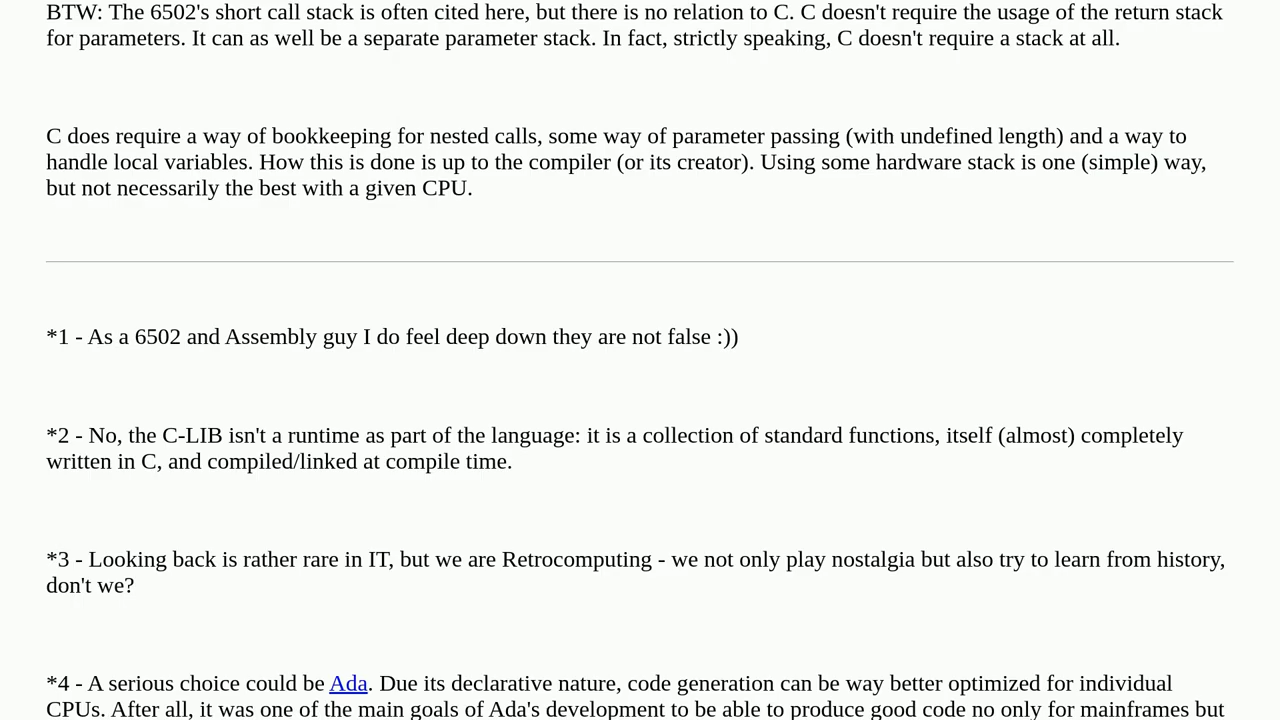 BTW: The 6502's short call stack is often cited here, but there is no relation to C. C doesn't require the usage of the return stack
for parameters. It can as well be a separate parameter stack. In fact, strictly speaking, C doesn't require a stack at all.
C does require a way of bookkeeping for nested calls, some way of parameter passing (with undefined length) and a way to
handle local variables. How this is done is up to the compiler (or its creator). Using some hardware stack is one (simple) way,
but not necessarily the best with a given CPU.
*1 - As a 6502 and Assembly guy I do feel deep down they are not false :))
*2 - No, the C-LIB isn't a runtime as part of the language: it is a collection of standard functions, itself (almost) completely
written in C, and compiled/linked at compile time.
*3 - Looking back is rather rare in IT, but we are Retrocomputing - we not only play nostalgia but also try to learn from history,
don't we?
*4 - A serious choice could be Ada. Due its declarative nature, code generation can be way better optimized for individual
CPUs. After all, it was one of the main goals of Ada's development to be able to produce good code no only for mainframes but